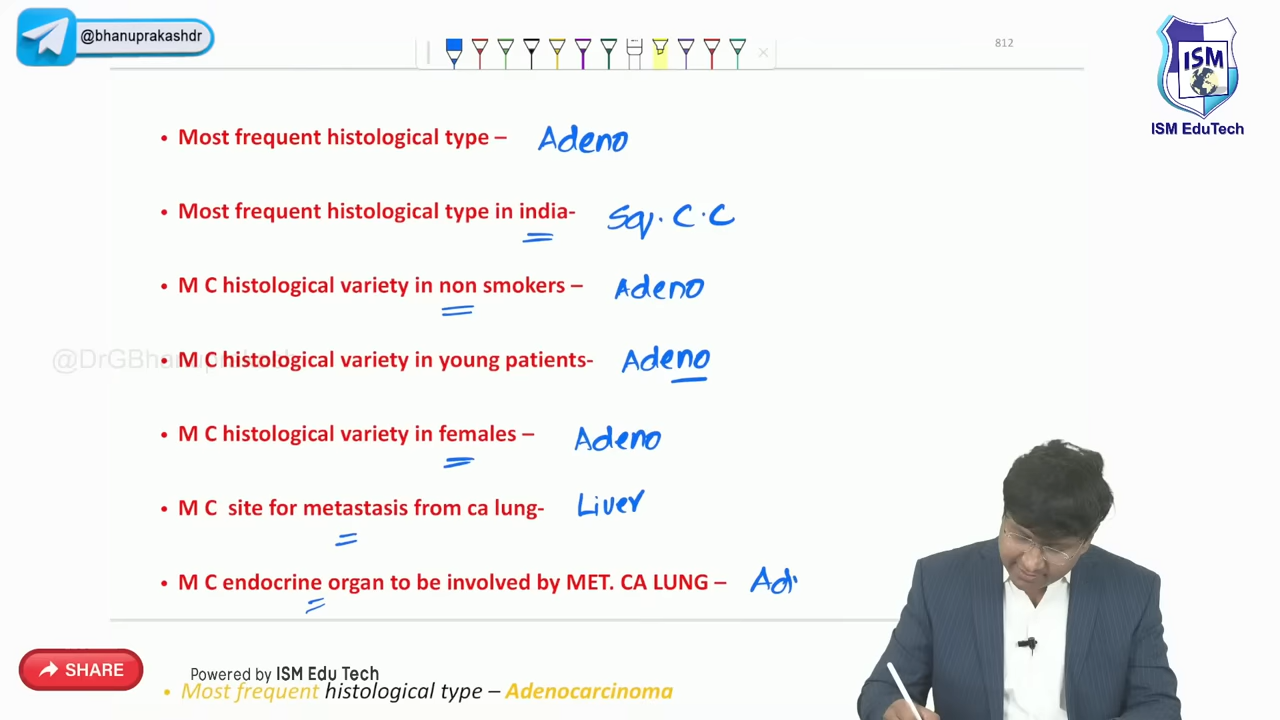 @bhanuprakashdr
812
ISM
ISM EduTech
• Most frequent histological type – Adeno
• Most frequent histological type in india- Sq. C.C
• M C histological variety in non smokers – Adeno
@DrGBhanuprakash
• M C histological variety in young patients- Adeno
• M C histological variety in females – Adeno
• M C site for metastasis from ca lung- Liver
• M C endocrine organ to be involved by MET. CA LUNG – Adr
SHARE
Powered by ISM Edu Tech
• Most frequent histological type – Adenocarcinoma